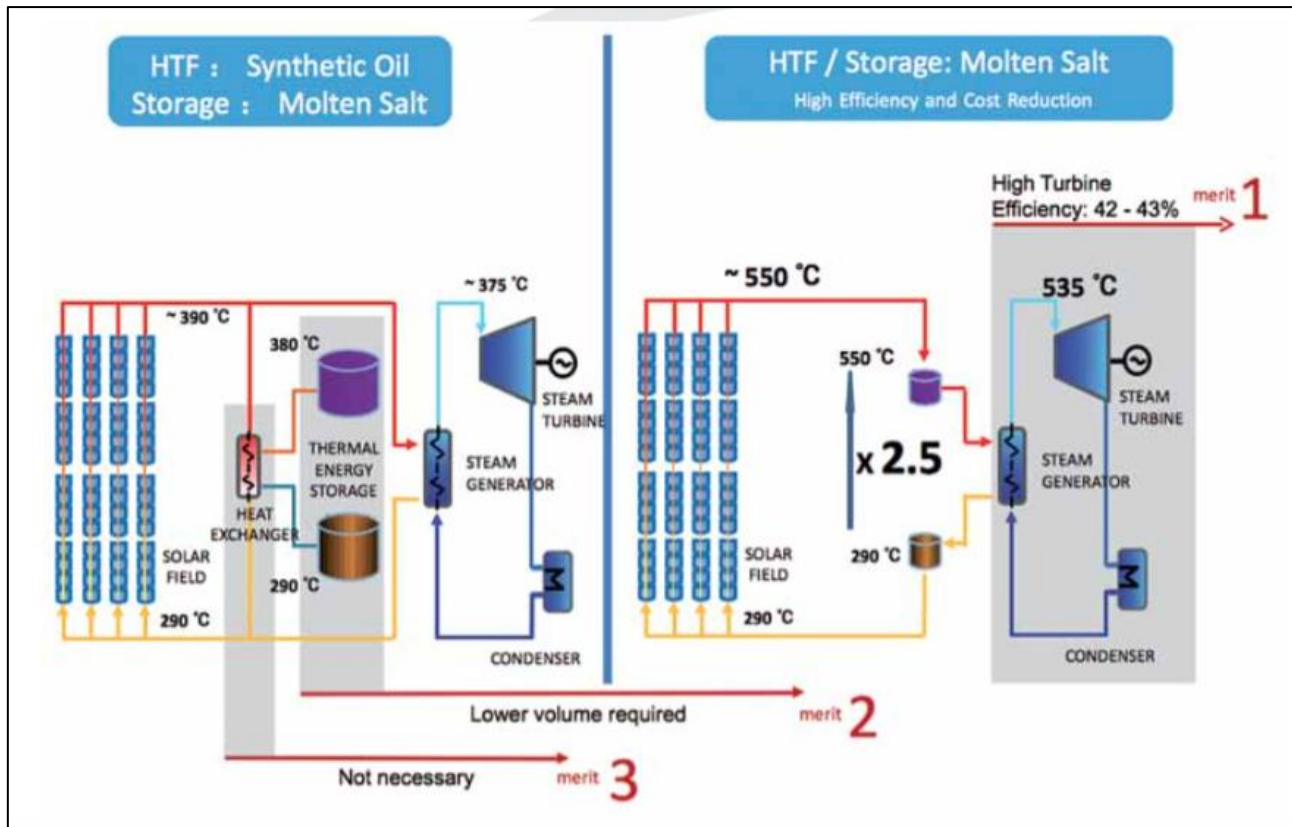 HTF : Synthetic Oil
Storage : Molten Salt
~ 390 ˚C
380 ˚C
~ 375 ˚C
STEAM
TURBINE
THERMAL
ENERGY
STORAGE
STEAM
GENERATOR
HEAT
EXCHANGER
SOLAR
FIELD
290 ˚C
290 ˚C
CONDENSER
HTF / Storage: Molten Salt
High Efficiency and Cost Reduction
High Turbine
Efficiency: 42 - 43%
merit 1
~ 550 ˚C
535 ˚C
550 ˚C
STEAM
TURBINE
x 2.5
STEAM
GENERATOR
SOLAR
FIELD
290 ˚C
290 ˚C
CONDENSER
Lower volume required
merit 2
Not necessary
merit 3